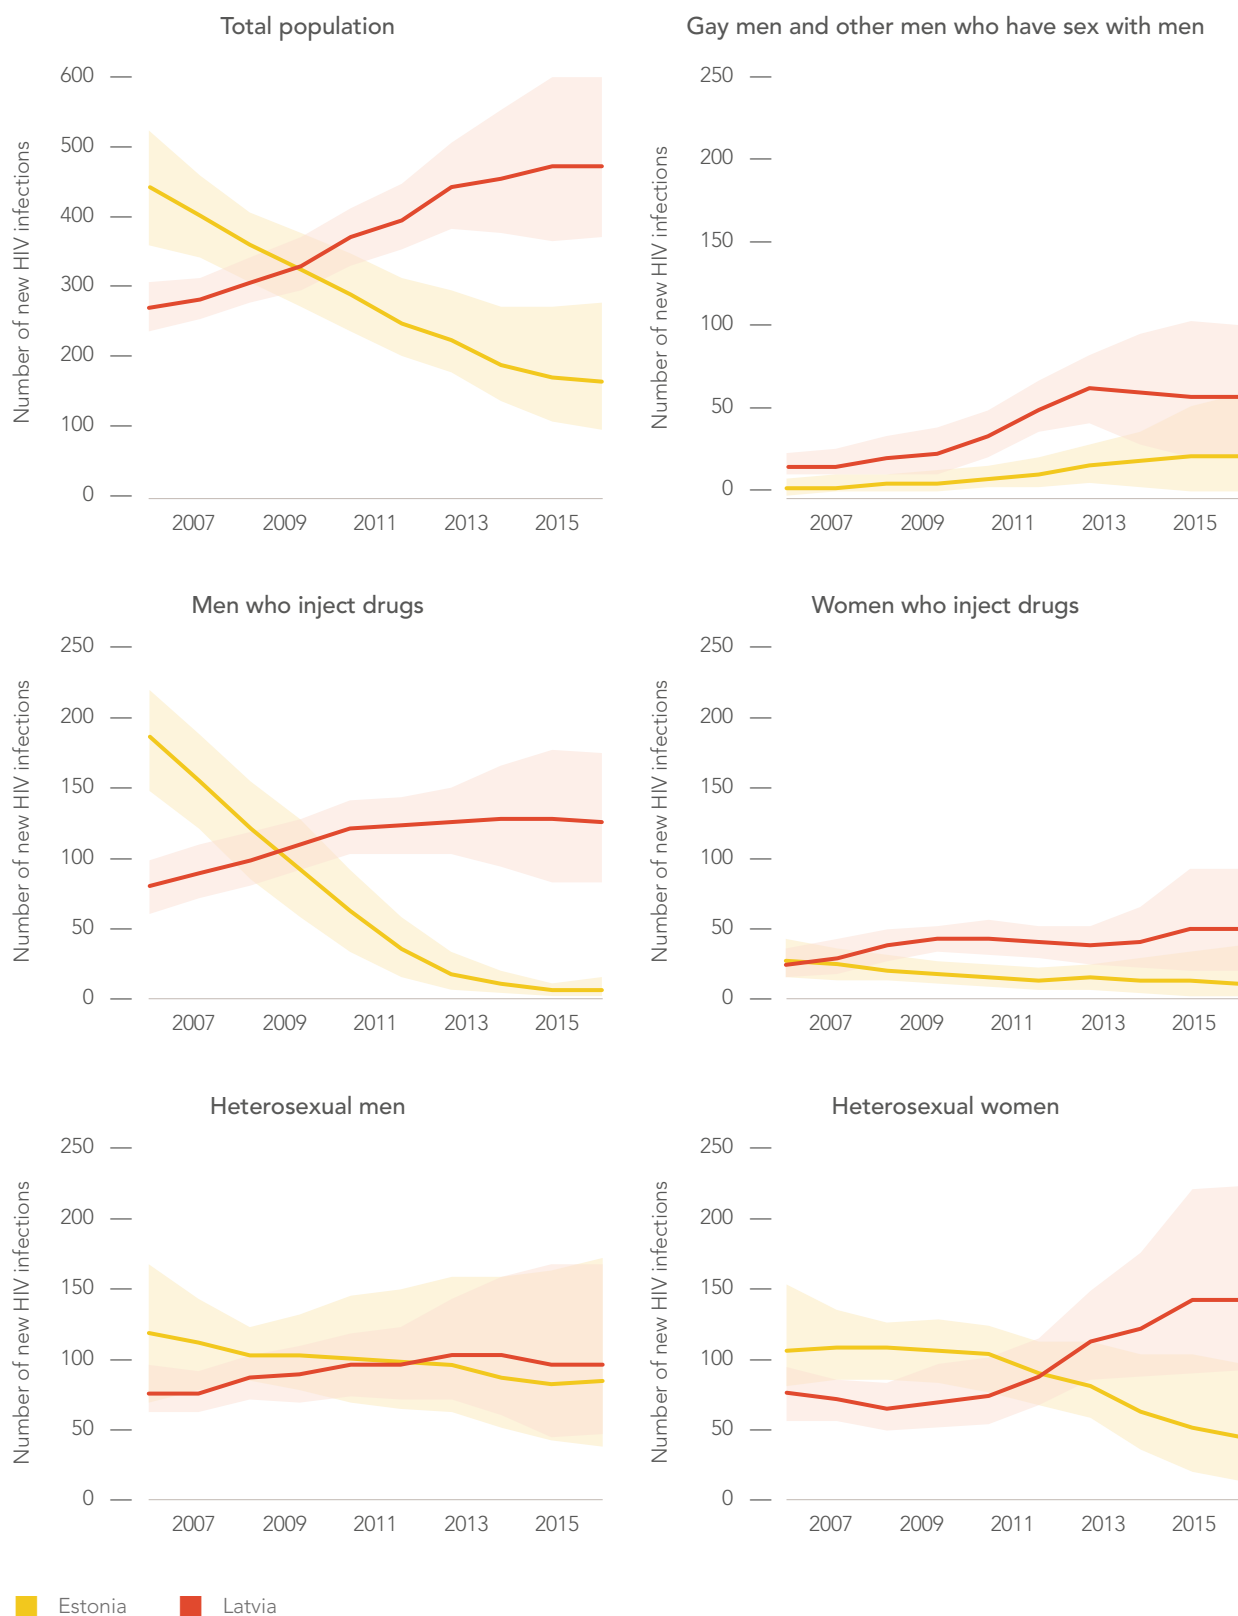 Total population
600
500
400
300
200
100
0
Number of new HIV infections
2007 2009 2011 2013 2015
Gay men and other men who have sex with men
250
200
150
100
50
0
Number of new HIV infections
2007 2009 2011 2013 2015
Men who inject drugs
250
200
150
100
50
0
Number of new HIV infections
2007 2009 2011 2013 2015
Women who inject drugs
250
200
150
100
50
0
Number of new HIV infections
2007 2009 2011 2013 2015
Heterosexual men
250
200
150
100
50
0
Number of new HIV infections
2007 2009 2011 2013 2015
Heterosexual women
250
200
150
100
50
0
Number of new HIV infections
2007 2009 2011 2013 2015
Estonia Latvia